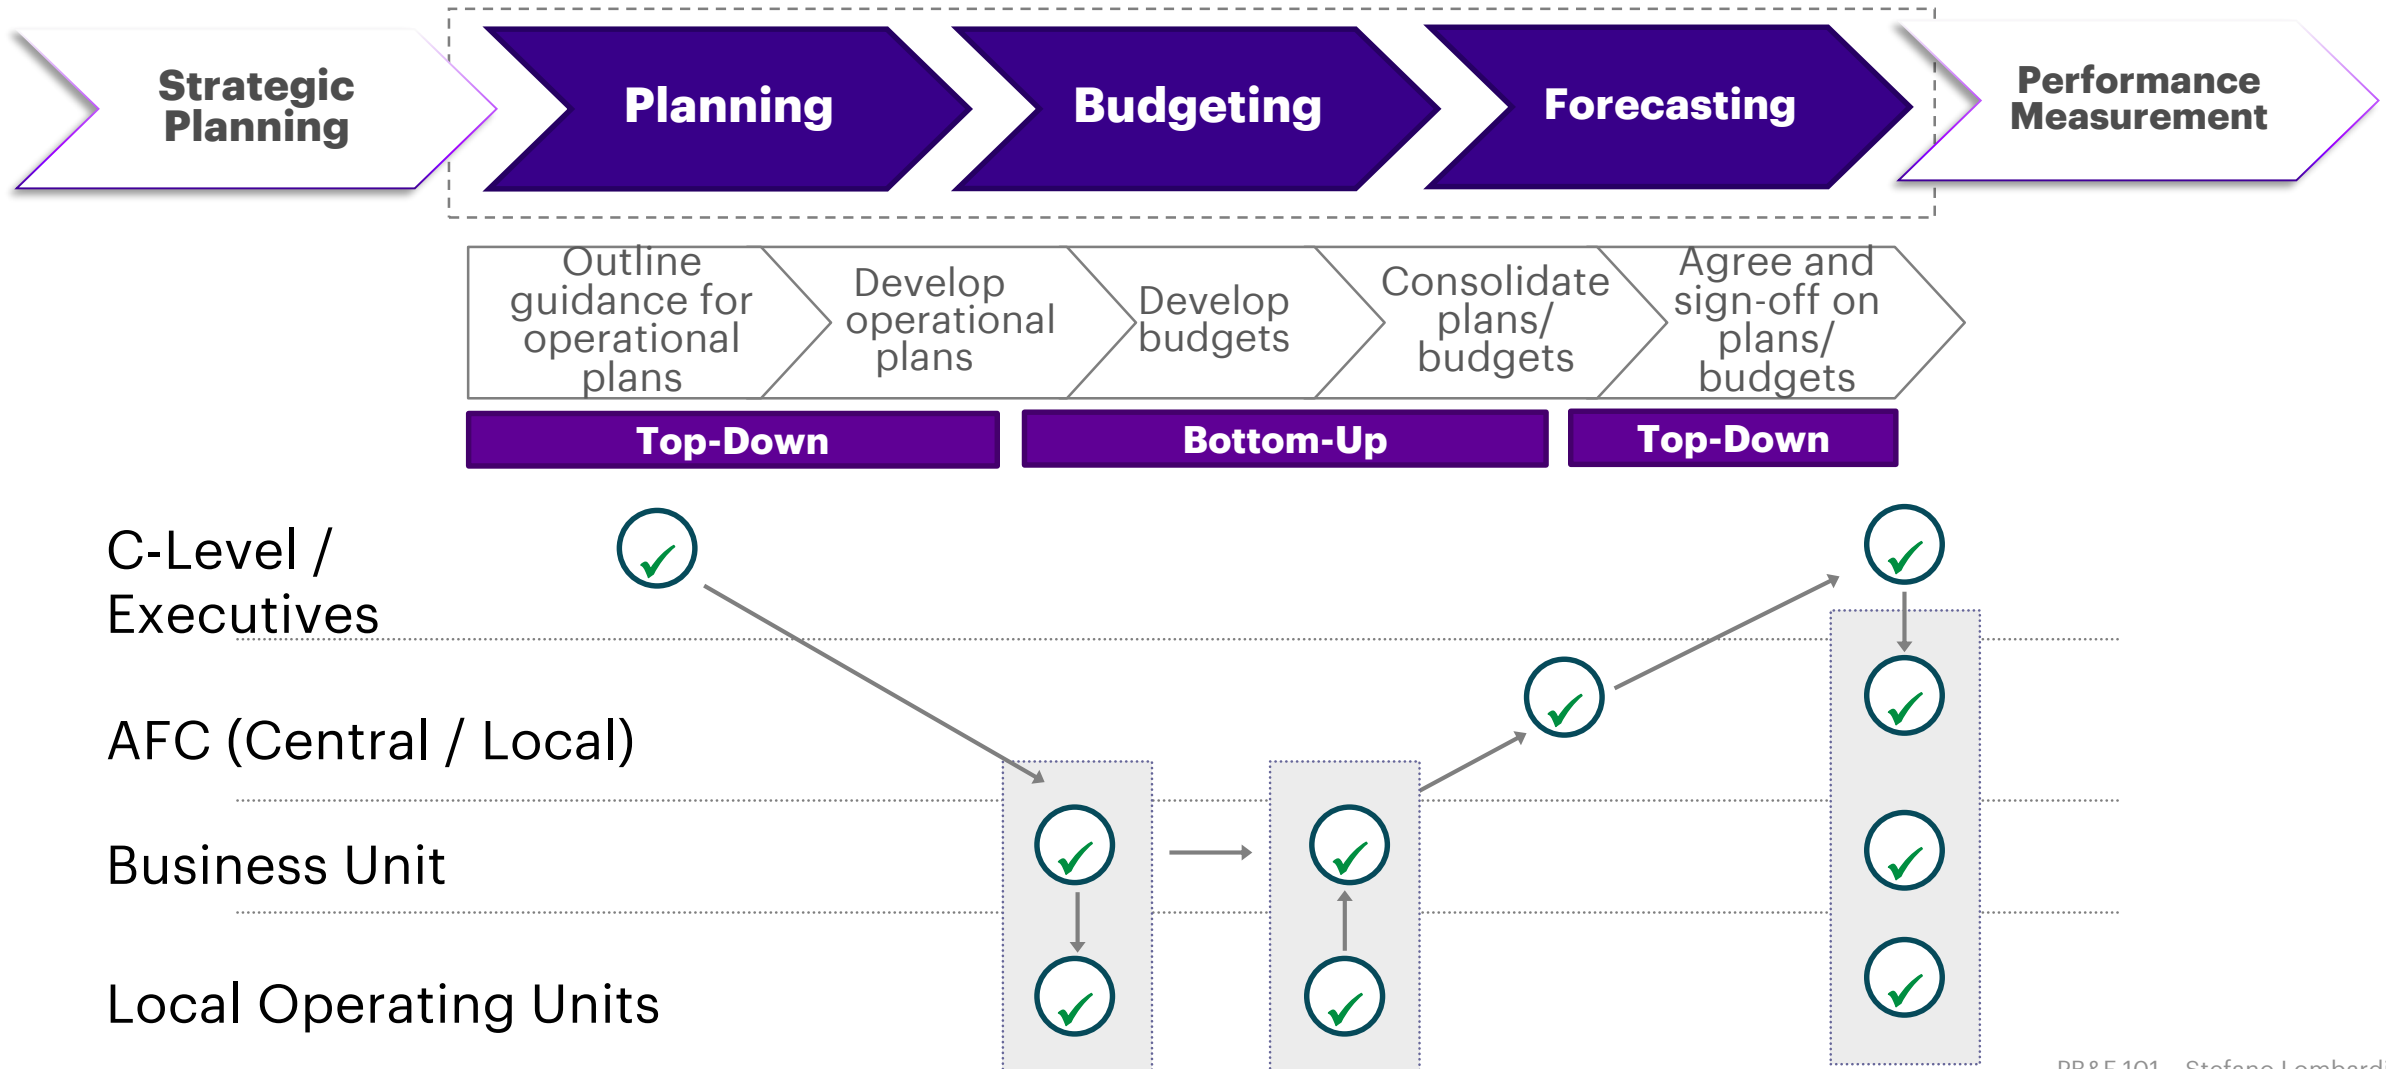 Strategic
Planning
Planning
Budgeting
Forecasting
Performance
Measurement
Outline
guidance for
operational
plans
Develop
operational
plans
Develop
budgets
Consolidate
plans/
budgets
Agree and
sign-off on
plans/
budgets
Top-Down
Bottom-Up
Top-Down
C-Level /
Executives
AFC (Central / Local)
Business Unit
Local Operating Units
101 Stefano